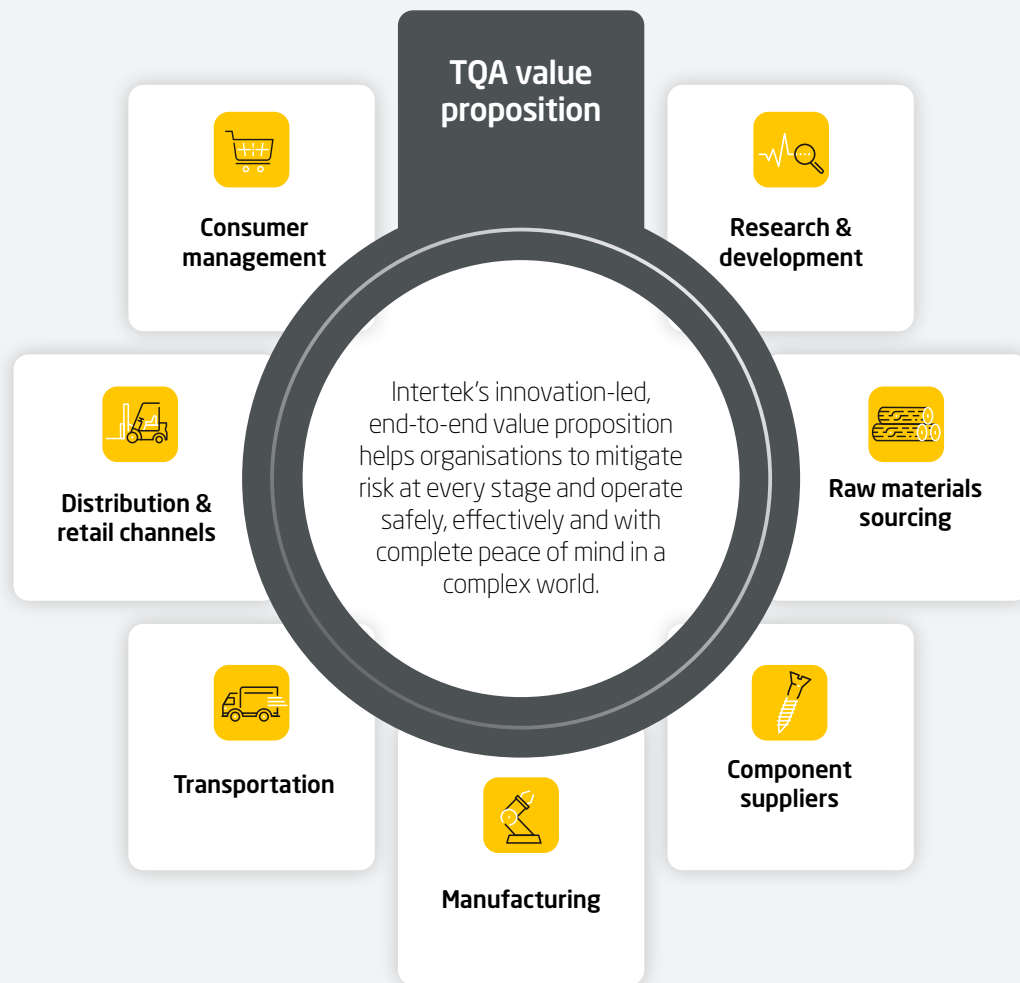 TQA value
proposition
Research &
development
Raw materials
sourcing
Component
suppliers
Manufacturing
Transportation
Distribution &
retail channels
Consumer
management
Intertek's innovation-led,
end-to-end value proposition
helps organisations to mitigate
risk at every stage and operate
safely, effectively and with
complete peace of mind in a
complex world.